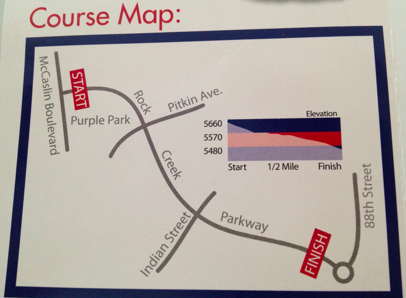 Course Map:
McCaslin Boulevard
START
Purple Park
Rock
Pitkin Ave.
Creek
Elevation
5660
5570
5480
Start 1/2 Mile Finish
Indian Street
Parkway
FINISH
88th Street